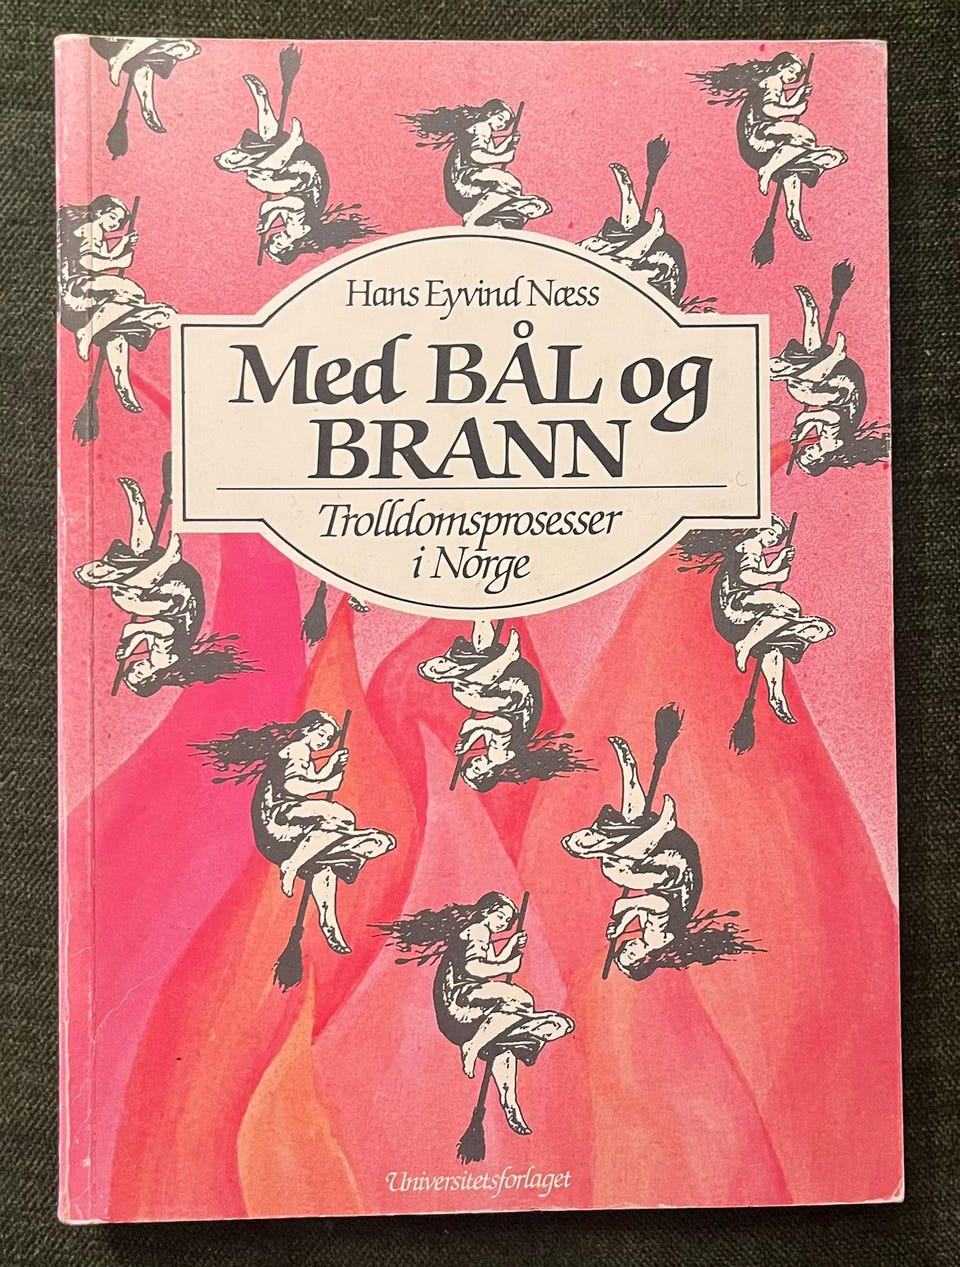 Hans Eyvind Næss
Med BÅL og
BRANN
Trolldomsprosesser
i Norge
Universitetsforlaget